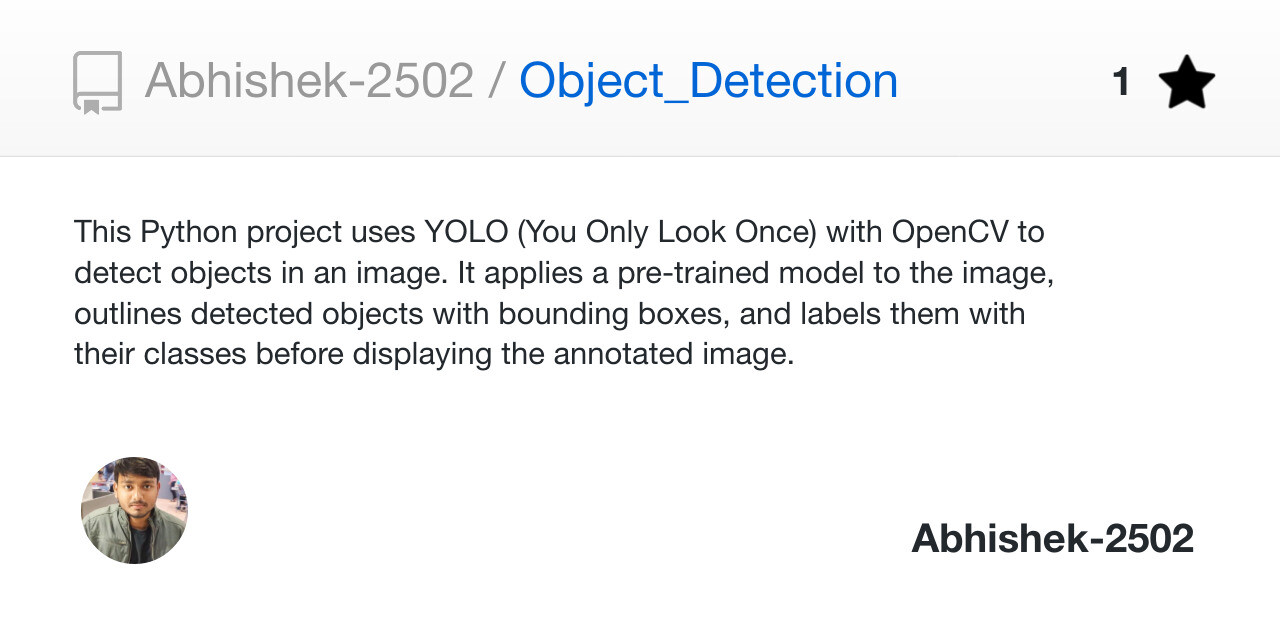 Abhishek-2502 / Object_Detection 1
This Python project uses YOLO (You Only Look Once) with OpenCV to
detect objects in an image. It applies a pre-trained model to the image,
outlines detected objects with bounding boxes, and labels them with
their classes before displaying the annotated image.
Abhishek-2502